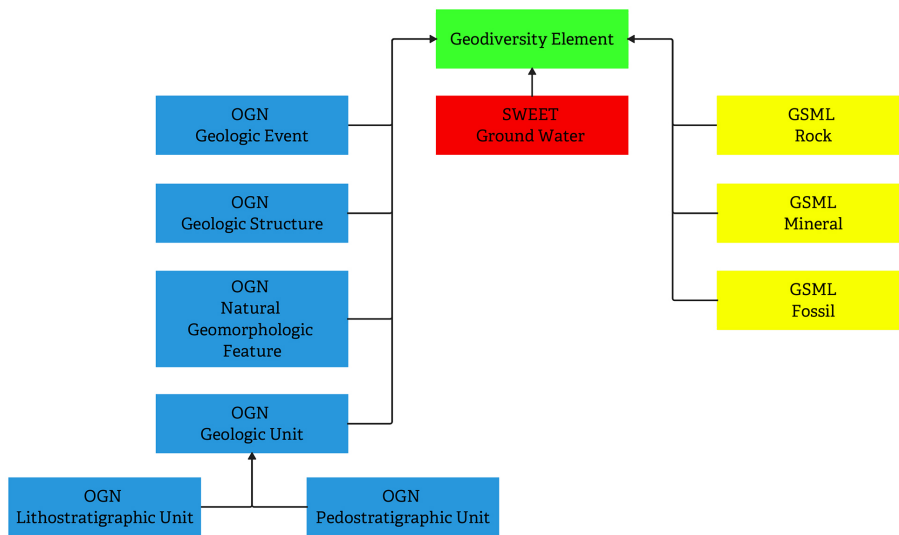 Geodiversity Element
OGN
Geologic Event
SWEET
Ground Water
GSML
Rock
OGN
Geologic Structure
GSML
Mineral
OGN
Natural
Geomorphologic
Feature
GSML
Fossil
OGN
Geologic Unit
OGN
Lithostratigraphic Unit
OGN
Pedostratigraphic Unit